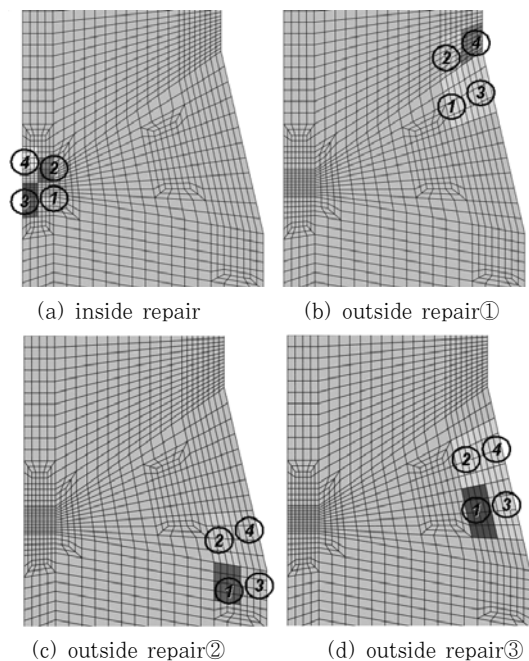 4 2
3 1
2 4
1 3
(a) inside repair
(b) outside repair①
2 4
1 3
2 4
1 3
(c) outside repair②
(d) outside repair③